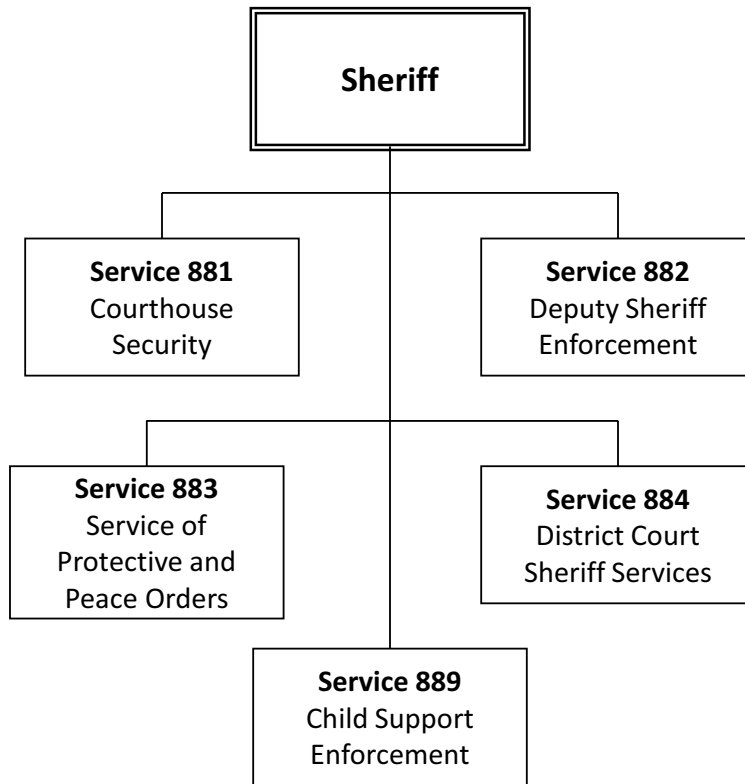 Sheriff
Service 881
Courthouse
Security
Service 882
Deputy Sheriff
Enforcement
Service 883
Service of
Protective and
Peace Orders
Service 884
District Court
Sheriff Services
Service 889
Child Support
Enforcement